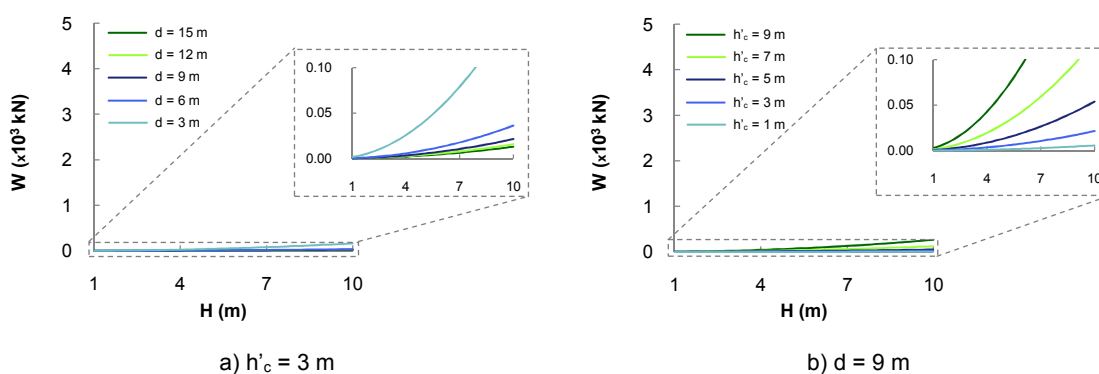 5
4
3
2
1
0
W (x10³ kN)
d = 15 m
d = 12 m
d = 9 m
d = 6 m
d = 3 m
0.10
0.05
0.00
1 4 7 10
1 4 7 10
H (m)
a) h'c = 3 m
5
4
3
2
1
0
W (x10³ kN)
h'c = 9 m
h'c = 7 m
h'c = 5 m
h'c = 3 m
h'c = 1 m
0.10
0.05
0.00
1 4 7 10
1 4 7 10
H (m)
b) d = 9 m